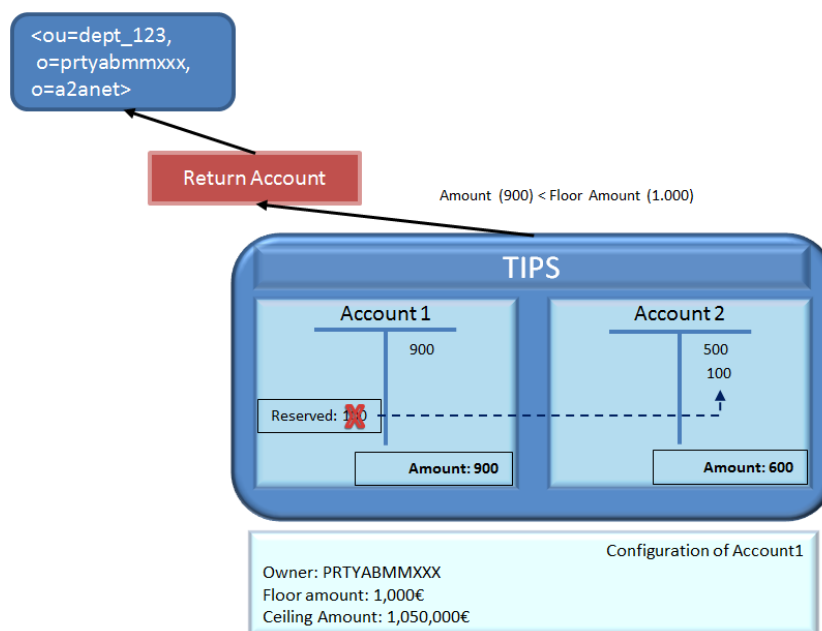 <ou=dept_123,
o=prtyabmmxxx,
o=a2anet>
Return Account
Amount (900) < Floor Amount (1.000)
TIPS
Account 1
900
Reserved: 100
Amount: 900
Account 2
500
100
Amount: 600
Configuration of Account1
Owner: PRTYABMMXXX
Floor amount: 1,000€
Ceiling Amount: 1,050,000€